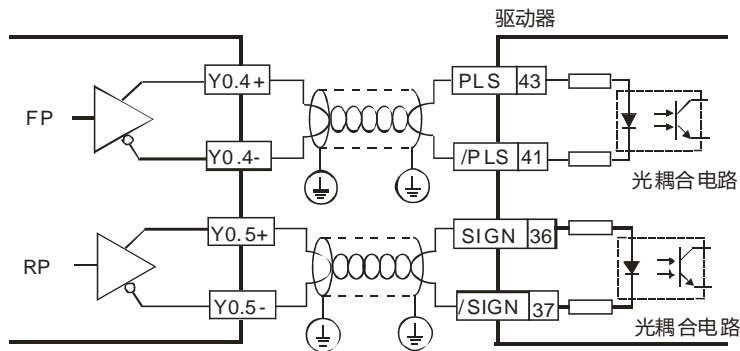 驱动器
Y0.4+
PLS 43
FP
Y0.4-
/PLS 41
光耦合电路
Y0.5+
SIGN 36
RP
Y0.5-
/SIGN 37
光耦合电路